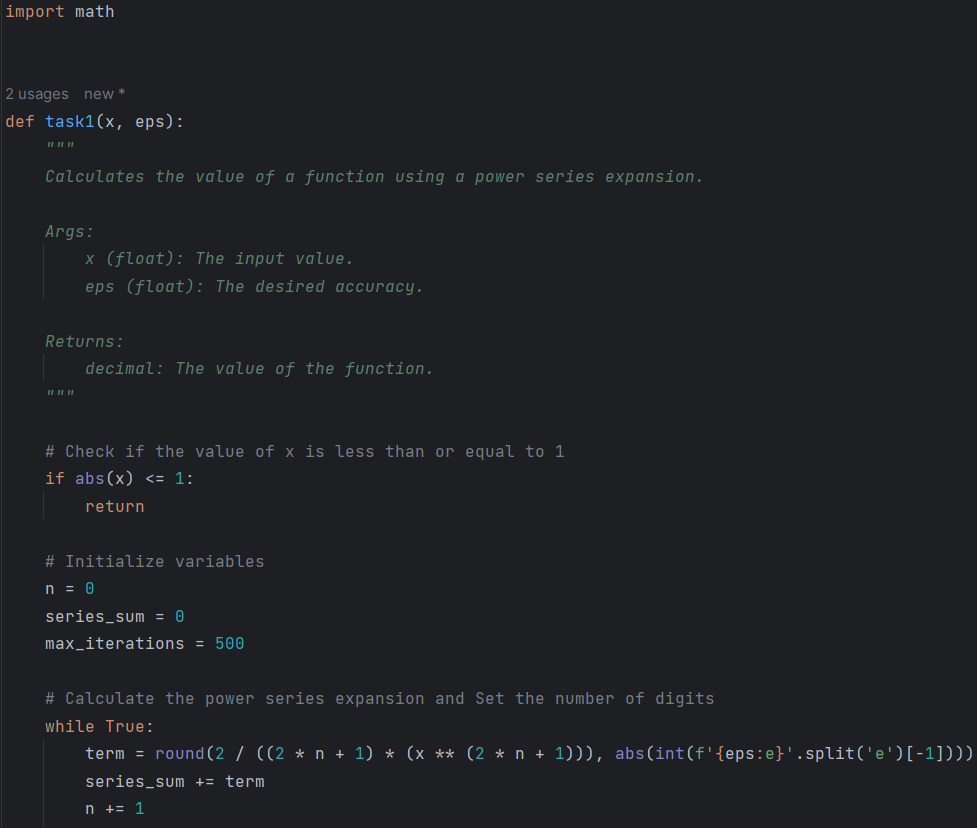 import math
2 usages   new *
def task1(x, eps):
    """
    Calculates the value of a function using a power series expansion.

    Args:
        x (float): The input value.
        eps (float): The desired accuracy.

    Returns:
        decimal: The value of the function.
    """

    # Check if the value of x is less than or equal to 1
    if abs(x) <= 1:
        return

    # Initialize variables
    n = 0
    series_sum = 0
    max_iterations = 500

    # Calculate the power series expansion and Set the number of digits
    while True:
        term = round(2 / ((2 * n + 1) * (x ** (2 * n + 1))), abs(int(f'{eps:e}'.split('e')[-1])))
        series_sum += term
        n += 1